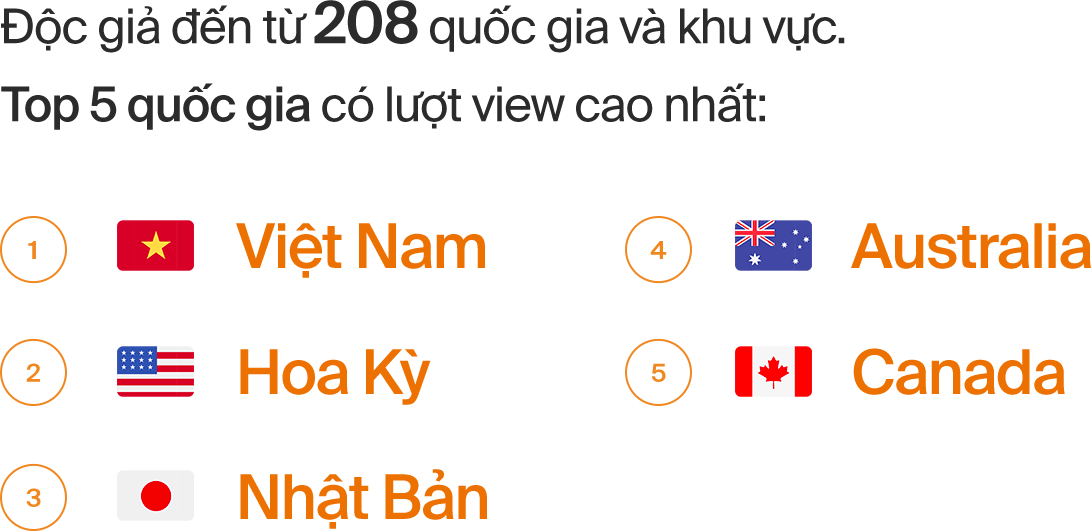 Độc giả đến từ 208 quốc gia và khu vực.
Top 5 quốc gia có lượt view cao nhất:
1 Việt Nam
2 Hoa Kỳ
3 Nhật Bản
4 Australia
5 Canada